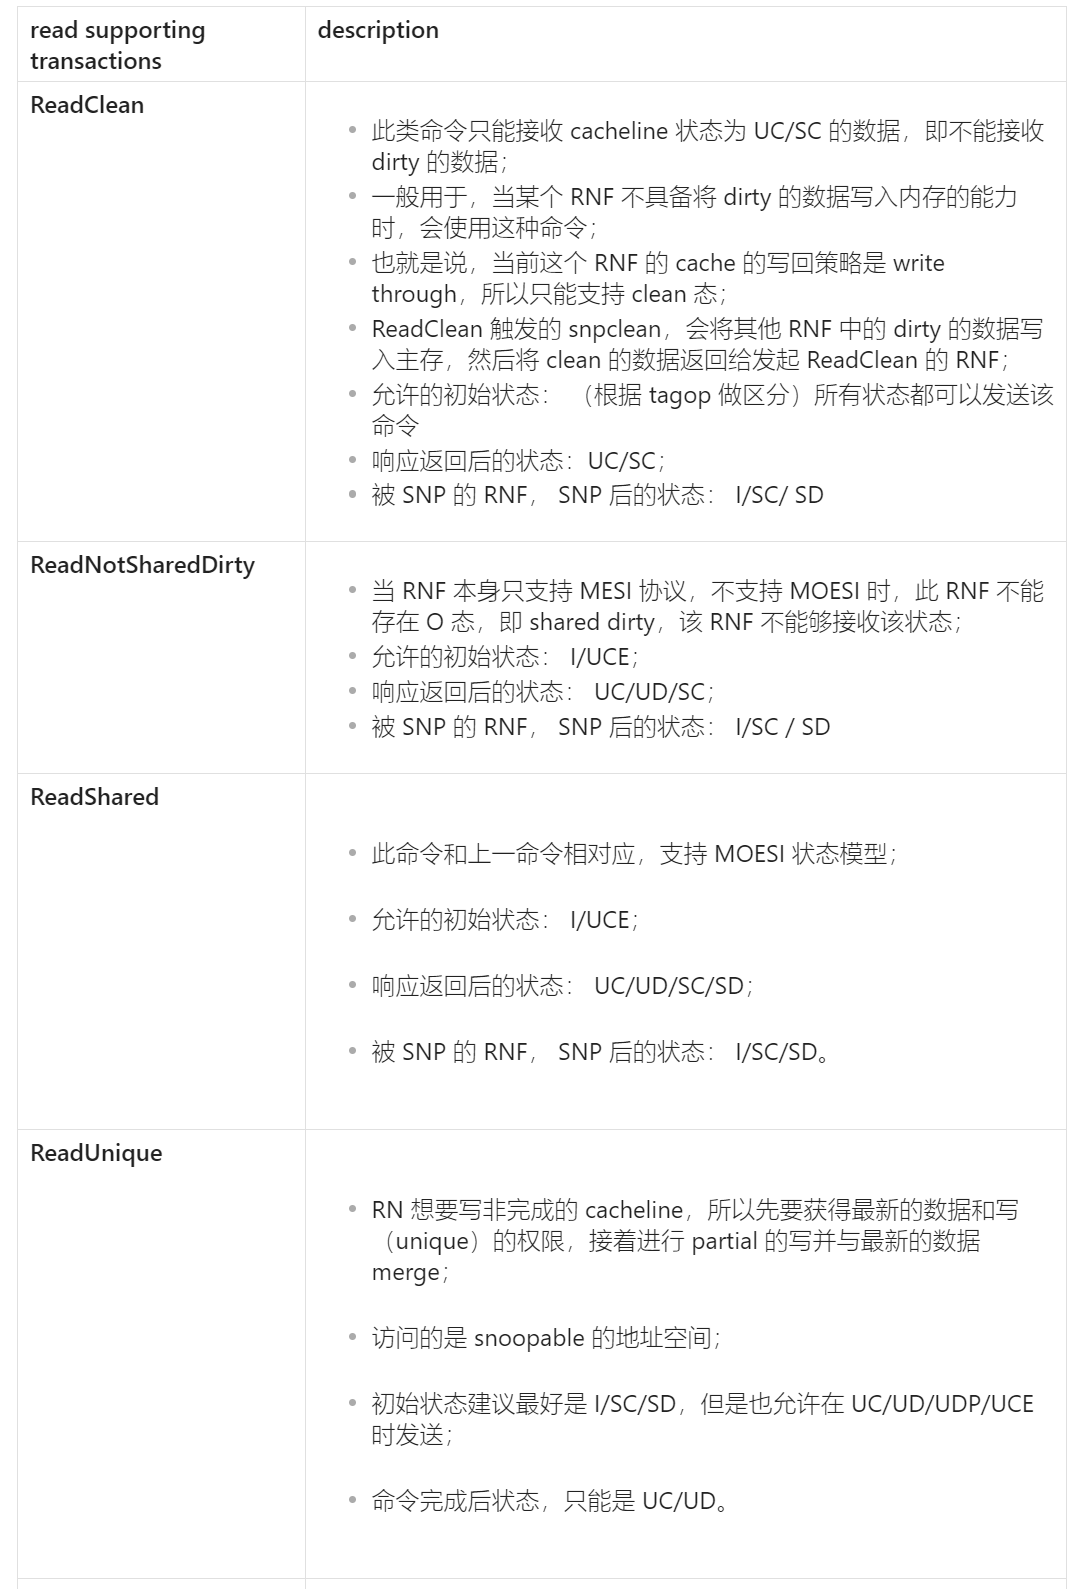 read supporting
transactions
description
ReadClean
此类命令只能接收 cacheline 状态为 UC/SC 的数据，即不能接收
dirty 的数据；
一般用于，当某个 RNF 不具备将 dirty 的数据写入内存的能力
时，会使用这种命令；
也就是说，当前这个 RNF 的 cache 的写回策略是 write
through，所以只能支持 clean 态；
ReadClean 触发的 snpclean，会将其他 RNF 中的 dirty 的数据写
入主存，然后将 clean 的数据返回给发起 ReadClean 的 RNF；
允许的初始状态： （根据 tagop 做区分）所有状态都可以发送该
命令
响应返回后的状态：UC/SC；
被 SNP 的 RNF， SNP 后的状态： I/SC/ SD
ReadNotSharedDirty
当 RNF 本身只支持 MESI 协议，不支持 MOESI 时，此 RNF 不能
存在 O 态，即 shared dirty，该 RNF 不能够接收该状态；
允许的初始状态： I/UCE；
响应返回后的状态： UC/UD/SC；
被 SNP 的 RNF， SNP 后的状态： I/SC / SD
ReadShared
此命令和上一命令相对应，支持 MOESI 状态模型；
允许的初始状态： I/UCE；
响应返回后的状态： UC/UD/SC/SD；
被 SNP 的 RNF， SNP 后的状态： I/SC/SD。
ReadUnique
RN 想要写非完成的 cacheline，所以先要获得最新的数据和写
（unique）的权限，接着进行 partial 的写并与最新的数据
merge；
访问的是 snoopable 的地址空间；
初始状态建议最好是 I/SC/SD，但是也允许在 UC/UD/UDP/UCE
时发送；
命令完成后状态，只能是 UC/UD。